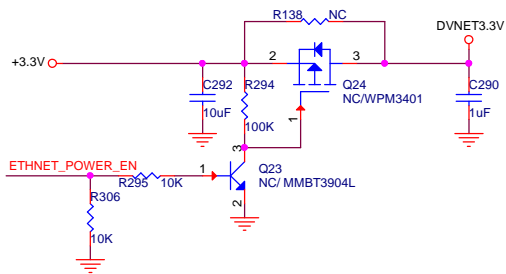 R138 NC
DVNET3.3V
+3.3V
2 3
C292
10uF
R294
100K
Q24
NC/WPM3401
C290
1uF
1
3
ETHNET_POWER_EN
R295 10K
1
Q23
NC/ MMBT3904L
2
R306
10K